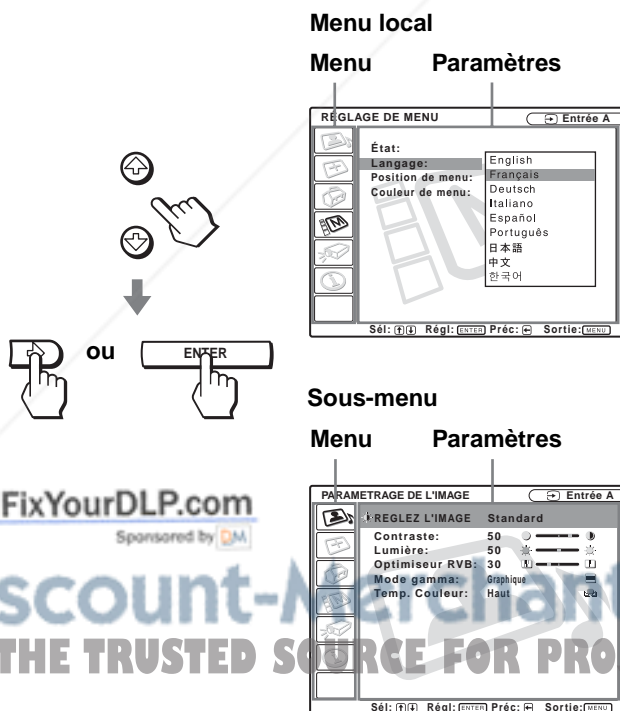 Menu local
Menu Paramètres
RÉGLAGE DE MENU Entrée A
État:
Langage:
Position de menu:
Couleur de menu:
English
Français
Deutsch
Italiano
Español
Português
日本語
中文
한국어
Sél: Régl: ENTER Préc: Sortie: MENU
ou
ENTER
Sous-menu
Menu Paramètres
PARAMETRAGE DE L'IMAGE Entrée A
REGLEZ L'IMAGE Standard
Contraste: 50
Lumière: 50
Optimiseur RVB: 30
Mode gamma: Graphique
Temp. Couleur: Haut
Sél: Régl: ENTER Préc: Sortie: MENU
FixYourDLP.com
Sponsored by DM
scount-Merchant
THE TRUSTED SOURCE FOR PRO